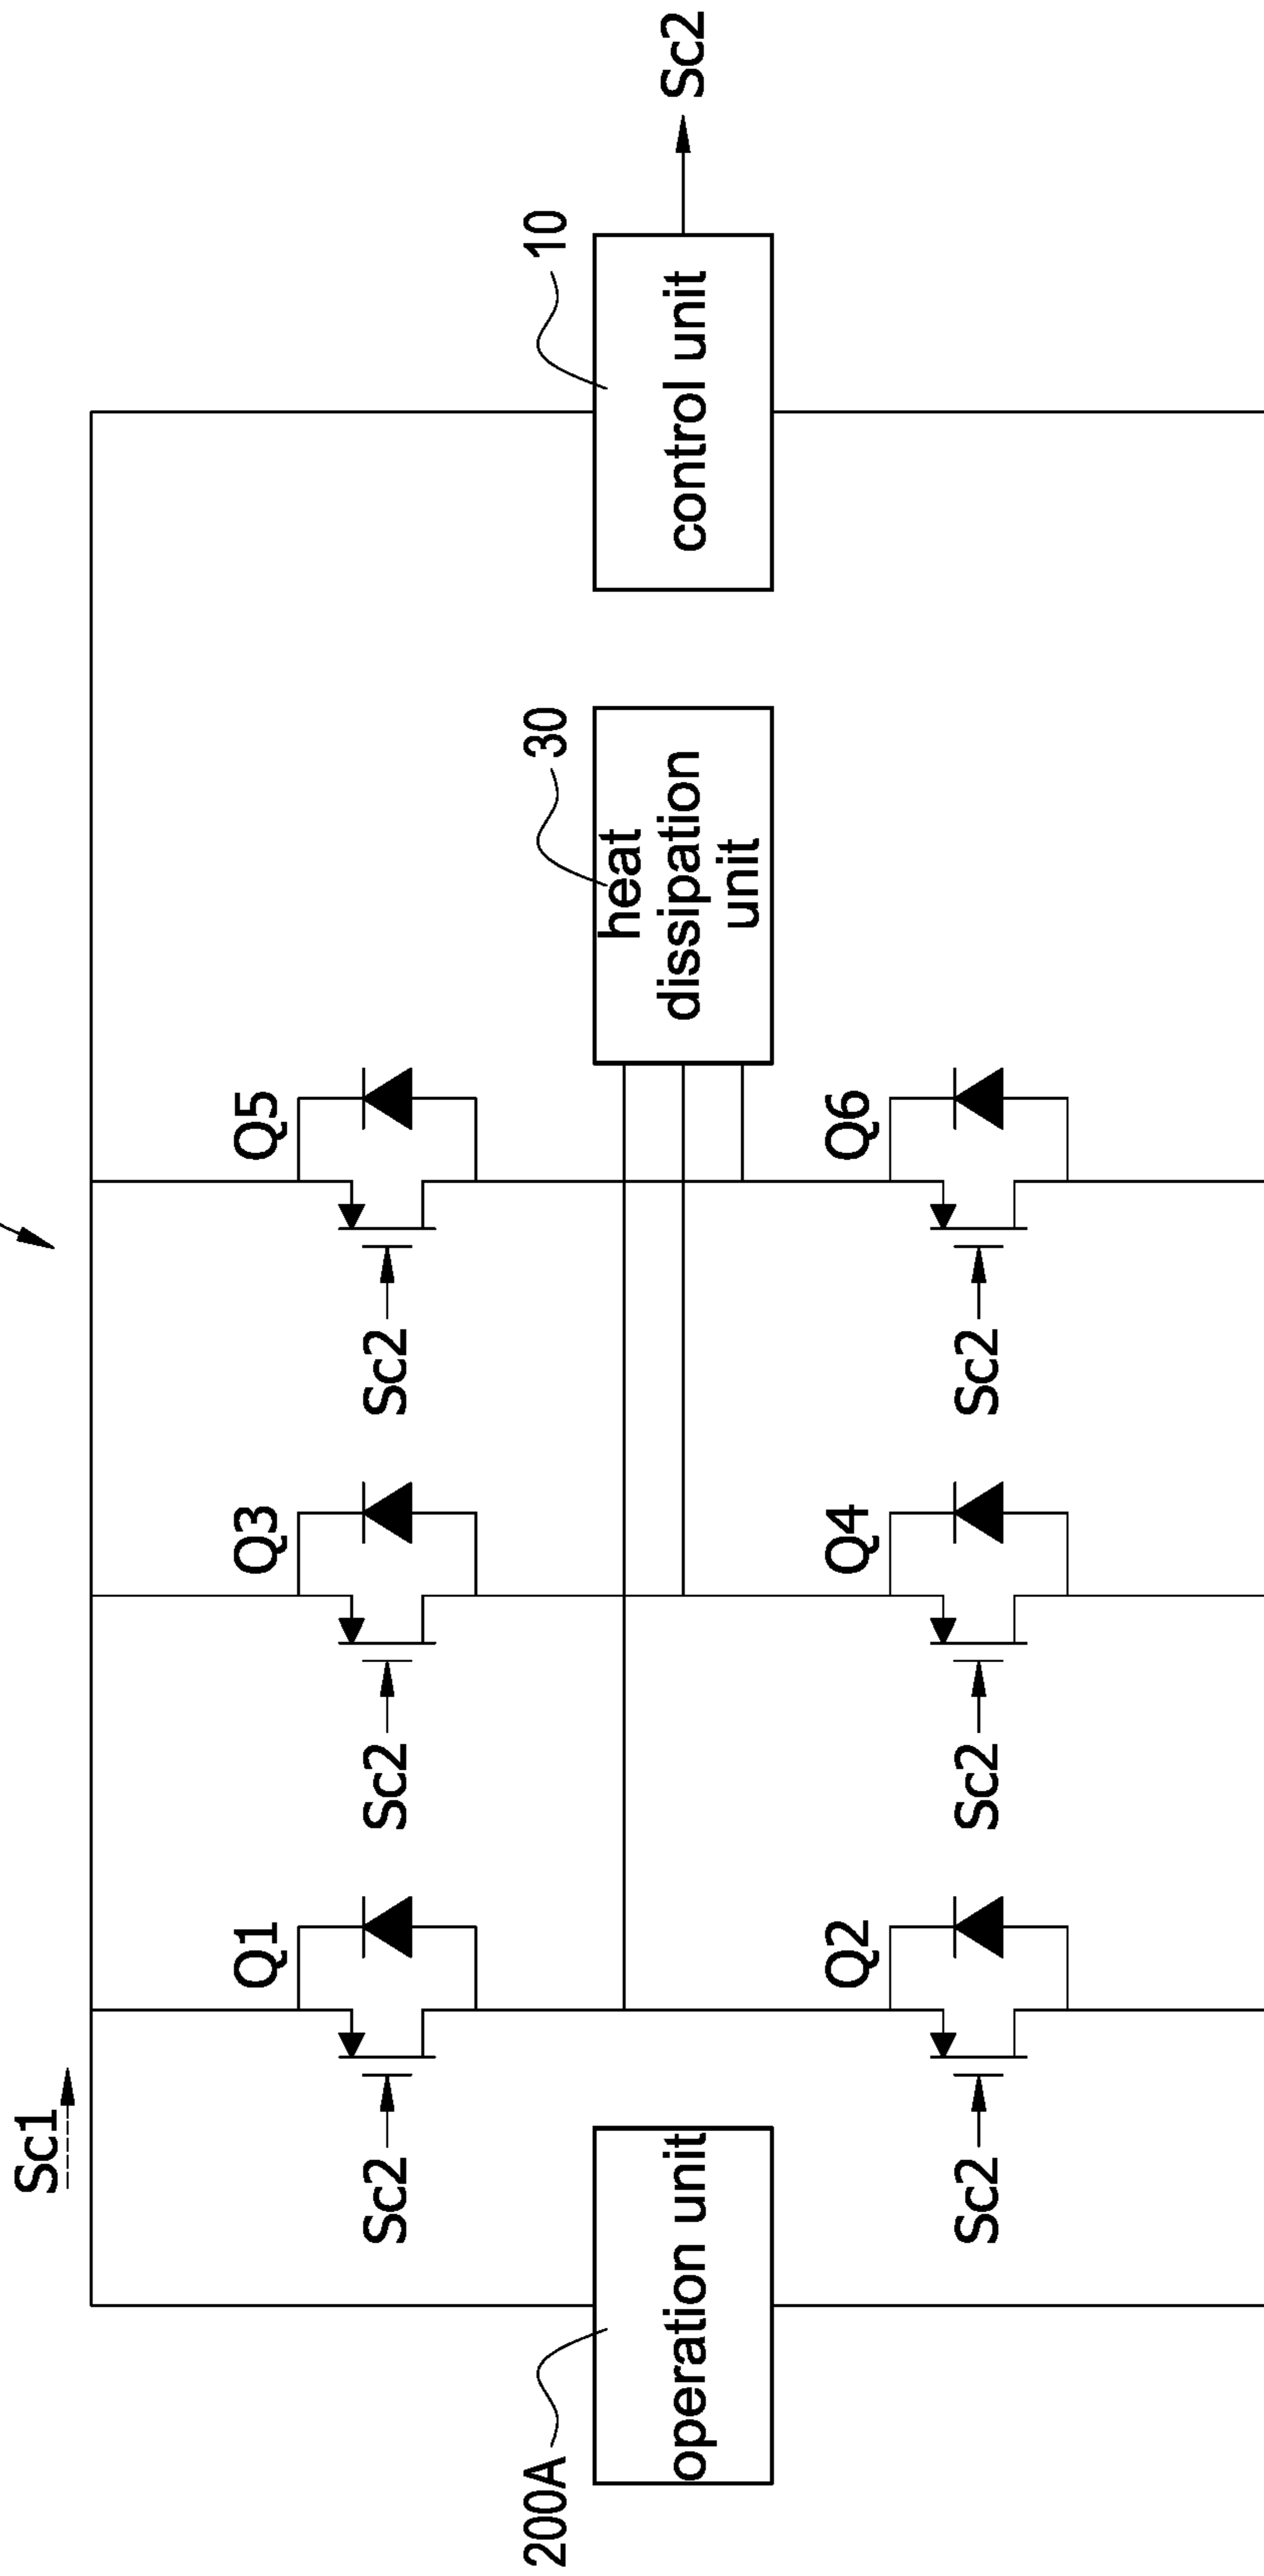 Sc1
Q1
Q3
Q5
Sc2
Sc2
Sc2
200A
30
10
operation unit
heat
dissipation
unit
control unit
Sc2
Q2
Q4
Q6
Sc2
Sc2
Sc2